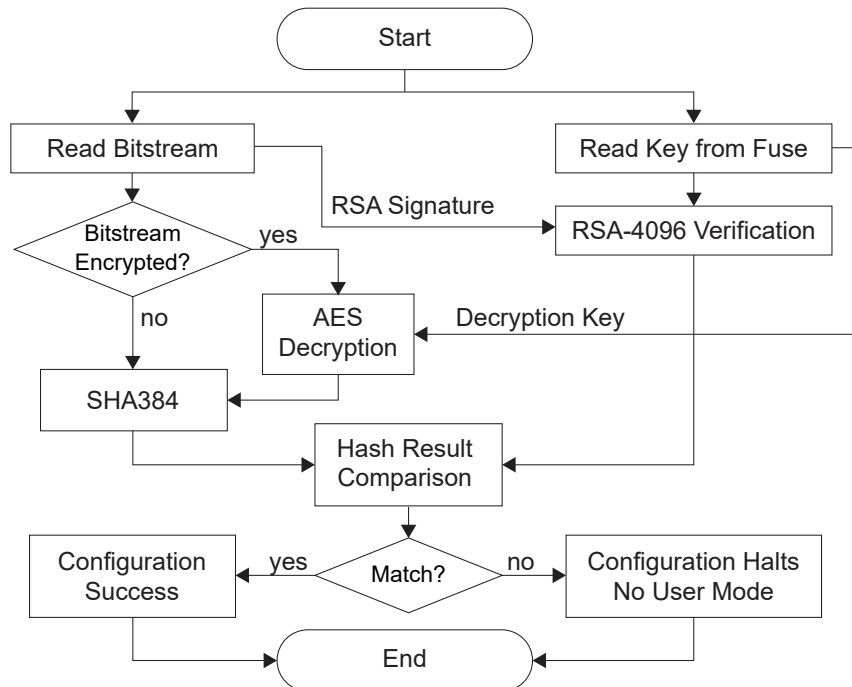 Start
Read Bitstream
Read Key from Fuse
RSA Signature
RSA-4096 Verification
Bitstream
Encrypted?
yes
no
AES
Decryption
Decryption Key
SHA384
Hash Result
Comparison
Configuration
Success
yes
Match?
no
Configuration Halts
No User Mode
End